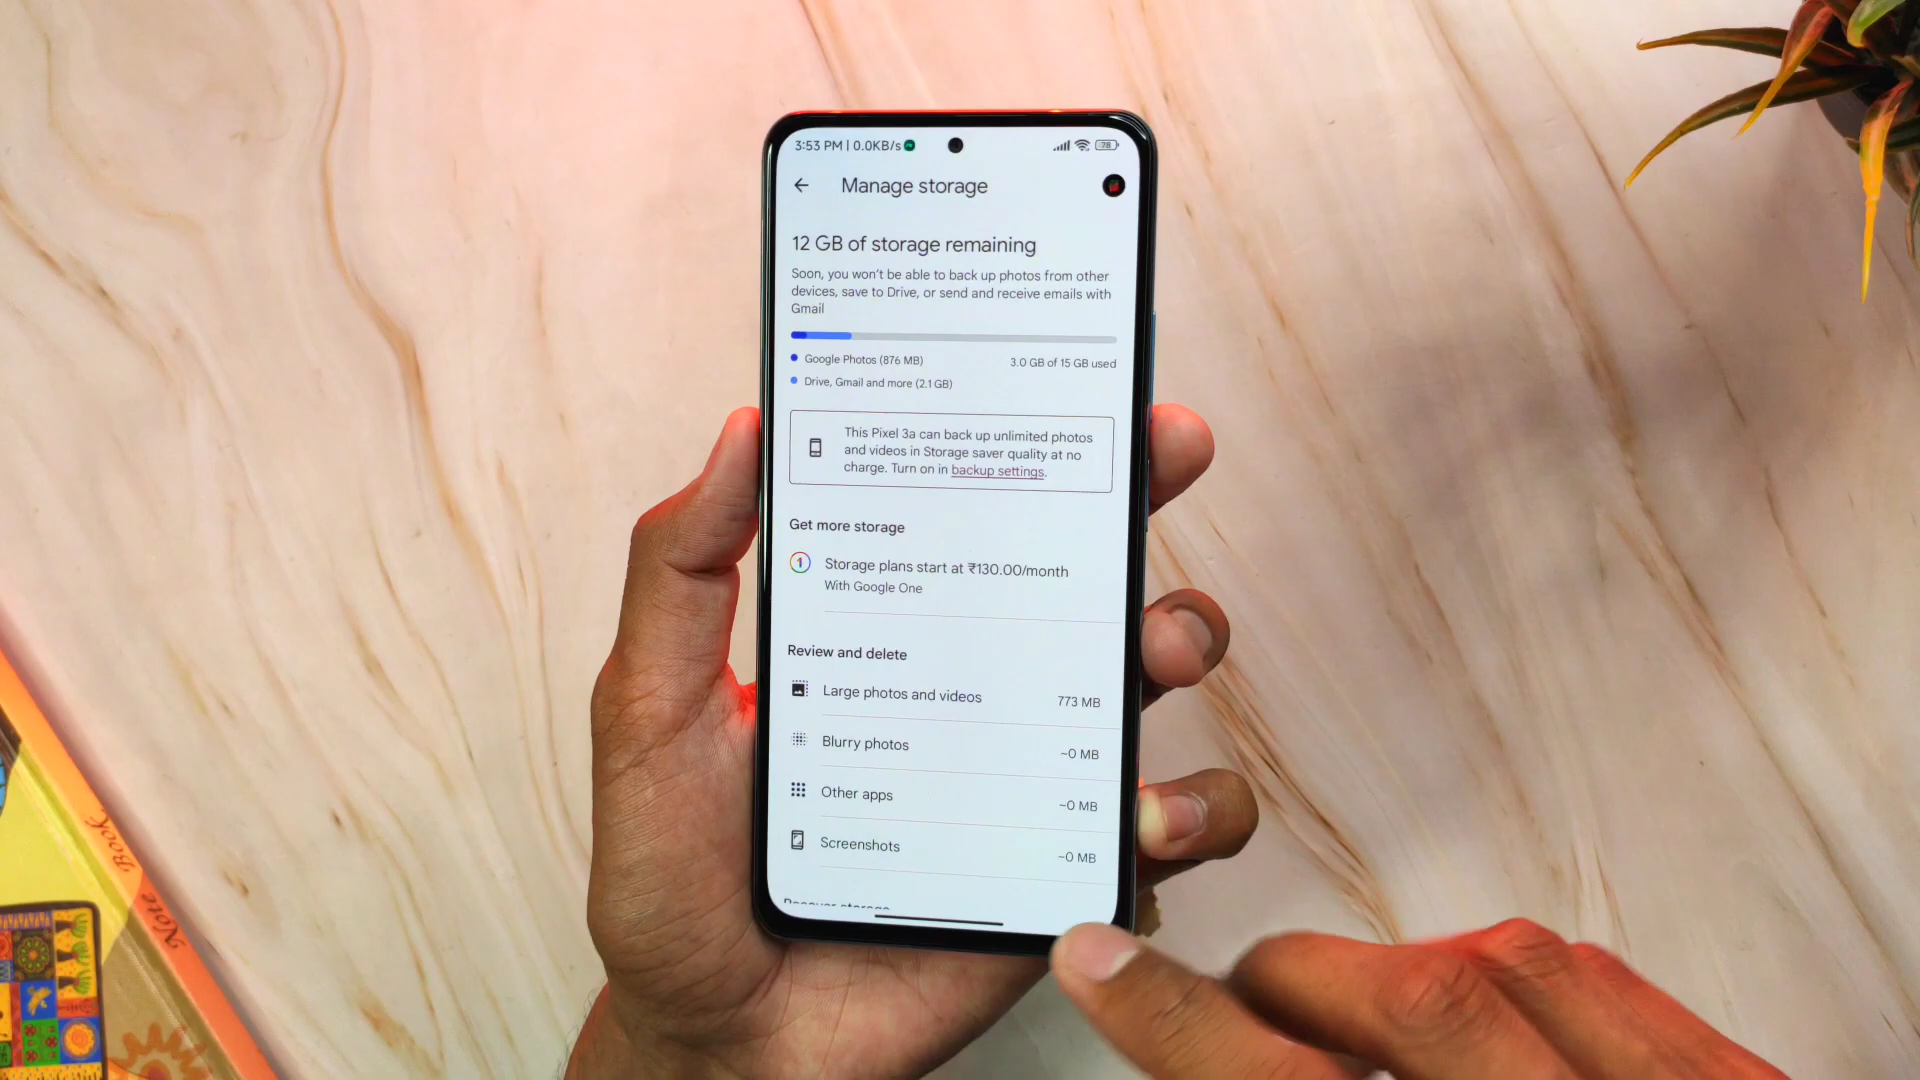 3:53 PM | 0.0KB/s
78
Manage storage
12 GB of storage remaining
Soon, you won't be able to back up photos from other
devices, save to Drive, or send and receive emails with
Gmail
Google Photos (876 MB)
3.0 GB of 15 GB used
Drive, Gmail and more (2.1 GB)
This Pixel 3a can back up unlimited photos
and videos in Storage saver quality at no
charge. Turn on in backup settings.
Get more storage
1
Storage plans start at ₹130.00/month
With Google One
Review and delete
Large photos and videos
773 MB
Blurry photos
~0 MB
Other apps
~0 MB
Screenshots
~0 MB
Note Book